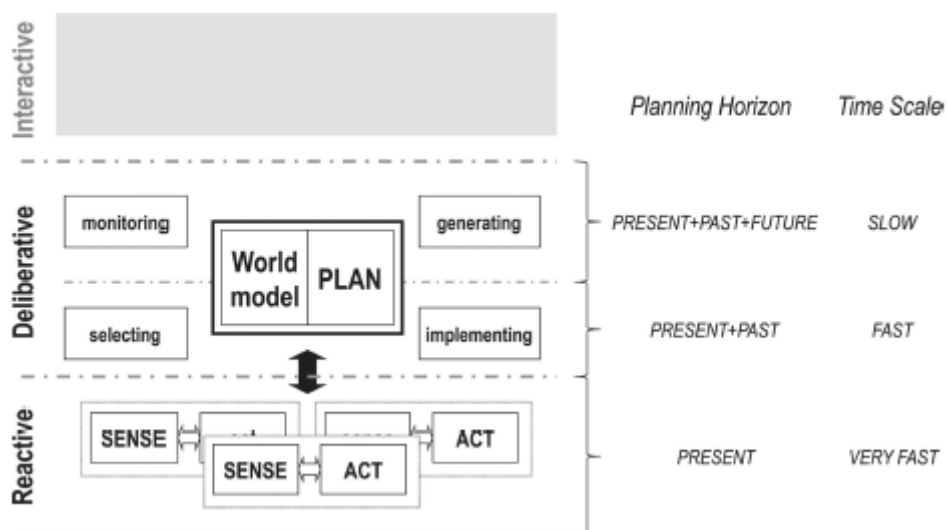 Interactive
Planning Horizon Time Scale
Deliberative
monitoring
generating
PRESENT+PAST+FUTURE SLOW
World
model
PLAN
selecting
implementing
PRESENT+PAST FAST
Reactive
SENSE
ACT
SENSE
ACT
PRESENT VERY FAST